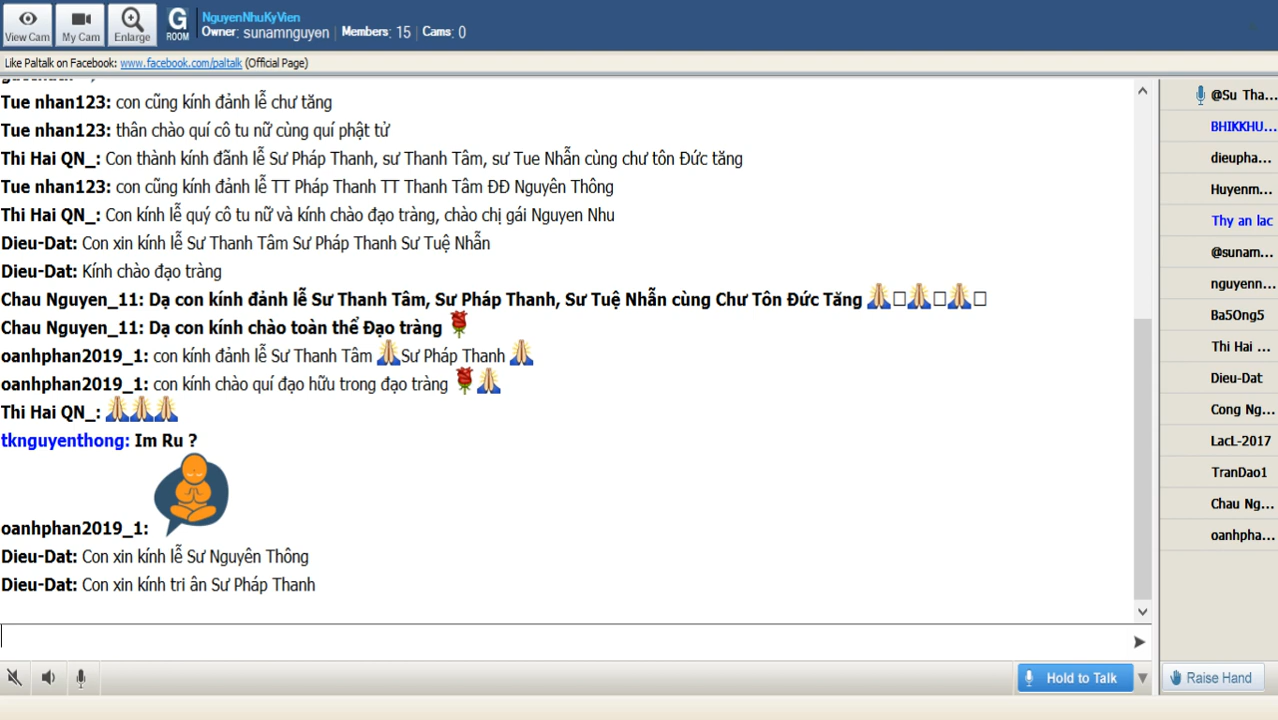 View Cam
My Cam
Enlarge
G
ROOM
NguyenNhuKyVien
Owner: sunamnguyen | Members: 15 | Cams: 0
Like Paltalk on Facebook: www.facebook.com/paltalk (Official Page)
Tue nhan123: con cũng kính đảnh lễ chư tăng
Tue nhan123: thân chào quí cô tu nữ cùng quí phật tử
Thi Hai QN_: Con thành kính đãnh lễ Sư Pháp Thanh, sư Thanh Tâm, sư Tue Nhẫn cùng chư tôn Đức tăng
Tue nhan123: con cũng kính đảnh lễ TT Pháp Thanh TT Thanh Tâm ĐĐ Nguyên Thông
Thi Hai QN_: Con kính lễ quý cô tu nữ và kính chào đạo tràng, chào chị gái Nguyen Nhu
Dieu-Dat: Con xin kính lễ Sư Thanh Tâm Sư Pháp Thanh Sư Tuệ Nhẫn
Dieu-Dat: Kính chào đạo tràng
Chau Nguyen_11: Dạ con kính đảnh lễ Sư Thanh Tâm, Sư Pháp Thanh, Sư Tuệ Nhẫn cùng Chư Tôn Đức Tăng 🙏□🙏□🙏□
Chau Nguyen_11: Dạ con kính chào toàn thể Đạo tràng 🌹
oanhphan2019_1: con kính đảnh lễ Sư Thanh Tâm 🙏Sư Pháp Thanh 🙏
oanhphan2019_1: con kính chào quí đạo hữu trong đạo tràng 🌹🙏
Thi Hai QN_: 🙏🙏🙏
tknguyenthong: Im Ru ?
oanhphan2019_1:
Dieu-Dat: Con xin kính lễ Sư Nguyên Thông
Dieu-Dat: Con xin kính tri ân Sư Pháp Thanh
@Su Tha...
BHIKKHU...
dieupha...
Huyenm...
Thy an lac
@sunam...
nguyenn...
Ba5Ong5
Thi Hai ...
Dieu-Dat
Cong Ng...
LacL-2017
TranDao1
Chau Ng...
oanhpha...
Hold to Talk
Raise Hand